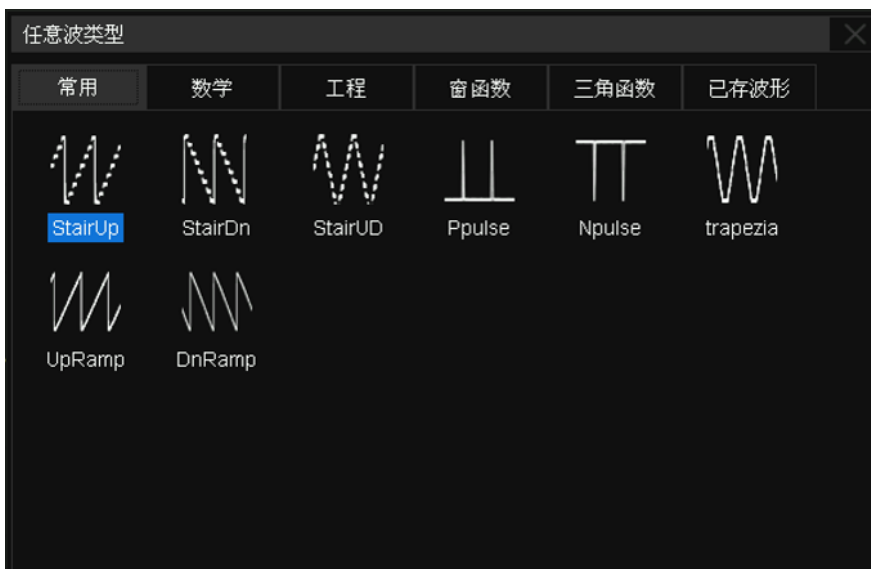 任意波类型
常用 数学 工程 窗函数 三角函数 已存波形
StairUp StairDn StairUD Ppulse Npulse trapezia
UpRamp DnRamp